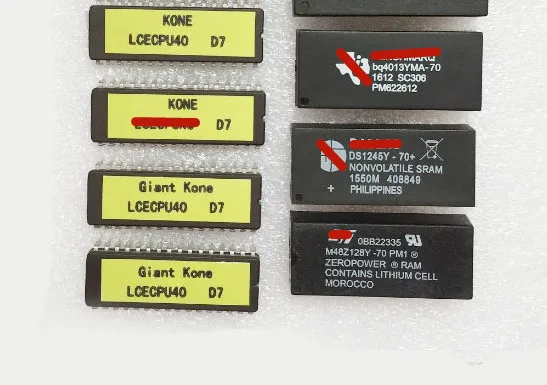 KONE
LCECPU40 D7
KONE
D7
Giant Kone
LCECPU40 D7
Giant Kone
LCECPU40 D7
bq4013YMA-70
1612 SC306
PM622612
DS1245Y-70+
NONVOLATILE SRAM
1550M 408849
+ PHILIPPINES
0BB22335
M48Z128Y -70 PM1 ®
ZEROPOWER ® RAM
CONTAINS LITHIUM CELL
MOROCCO